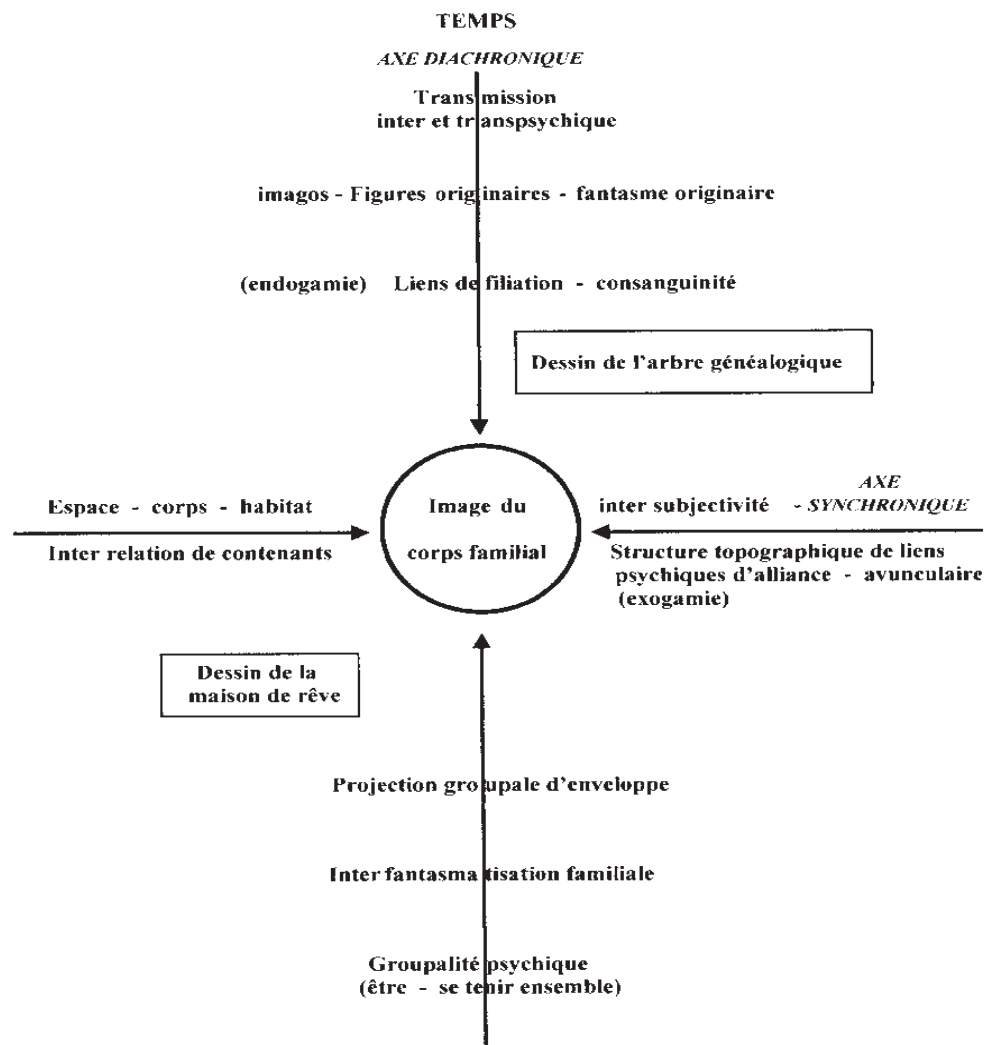 TEMPS
AXE DIACHRONIQUE
Transmission
inter et transpsychique
imagos - Figures originaires - fantasme originaire
(endogamie) Liens de filiation - consanguinité
Dessin de l'arbre généalogique
Espace - corps - habitat
Inter relation de contenants
Image du
corps familial
AXE
inter subjectivité - SYNCHRONIQUE
Structure topographique de liens
psychiques d'alliance - avunculaire
(exogamie)
Dessin de la
maison de rêve
Projection groupale d'enveloppe
Inter fantasmatisation familiale
Groupalité psychique
(être - se tenir ensemble)